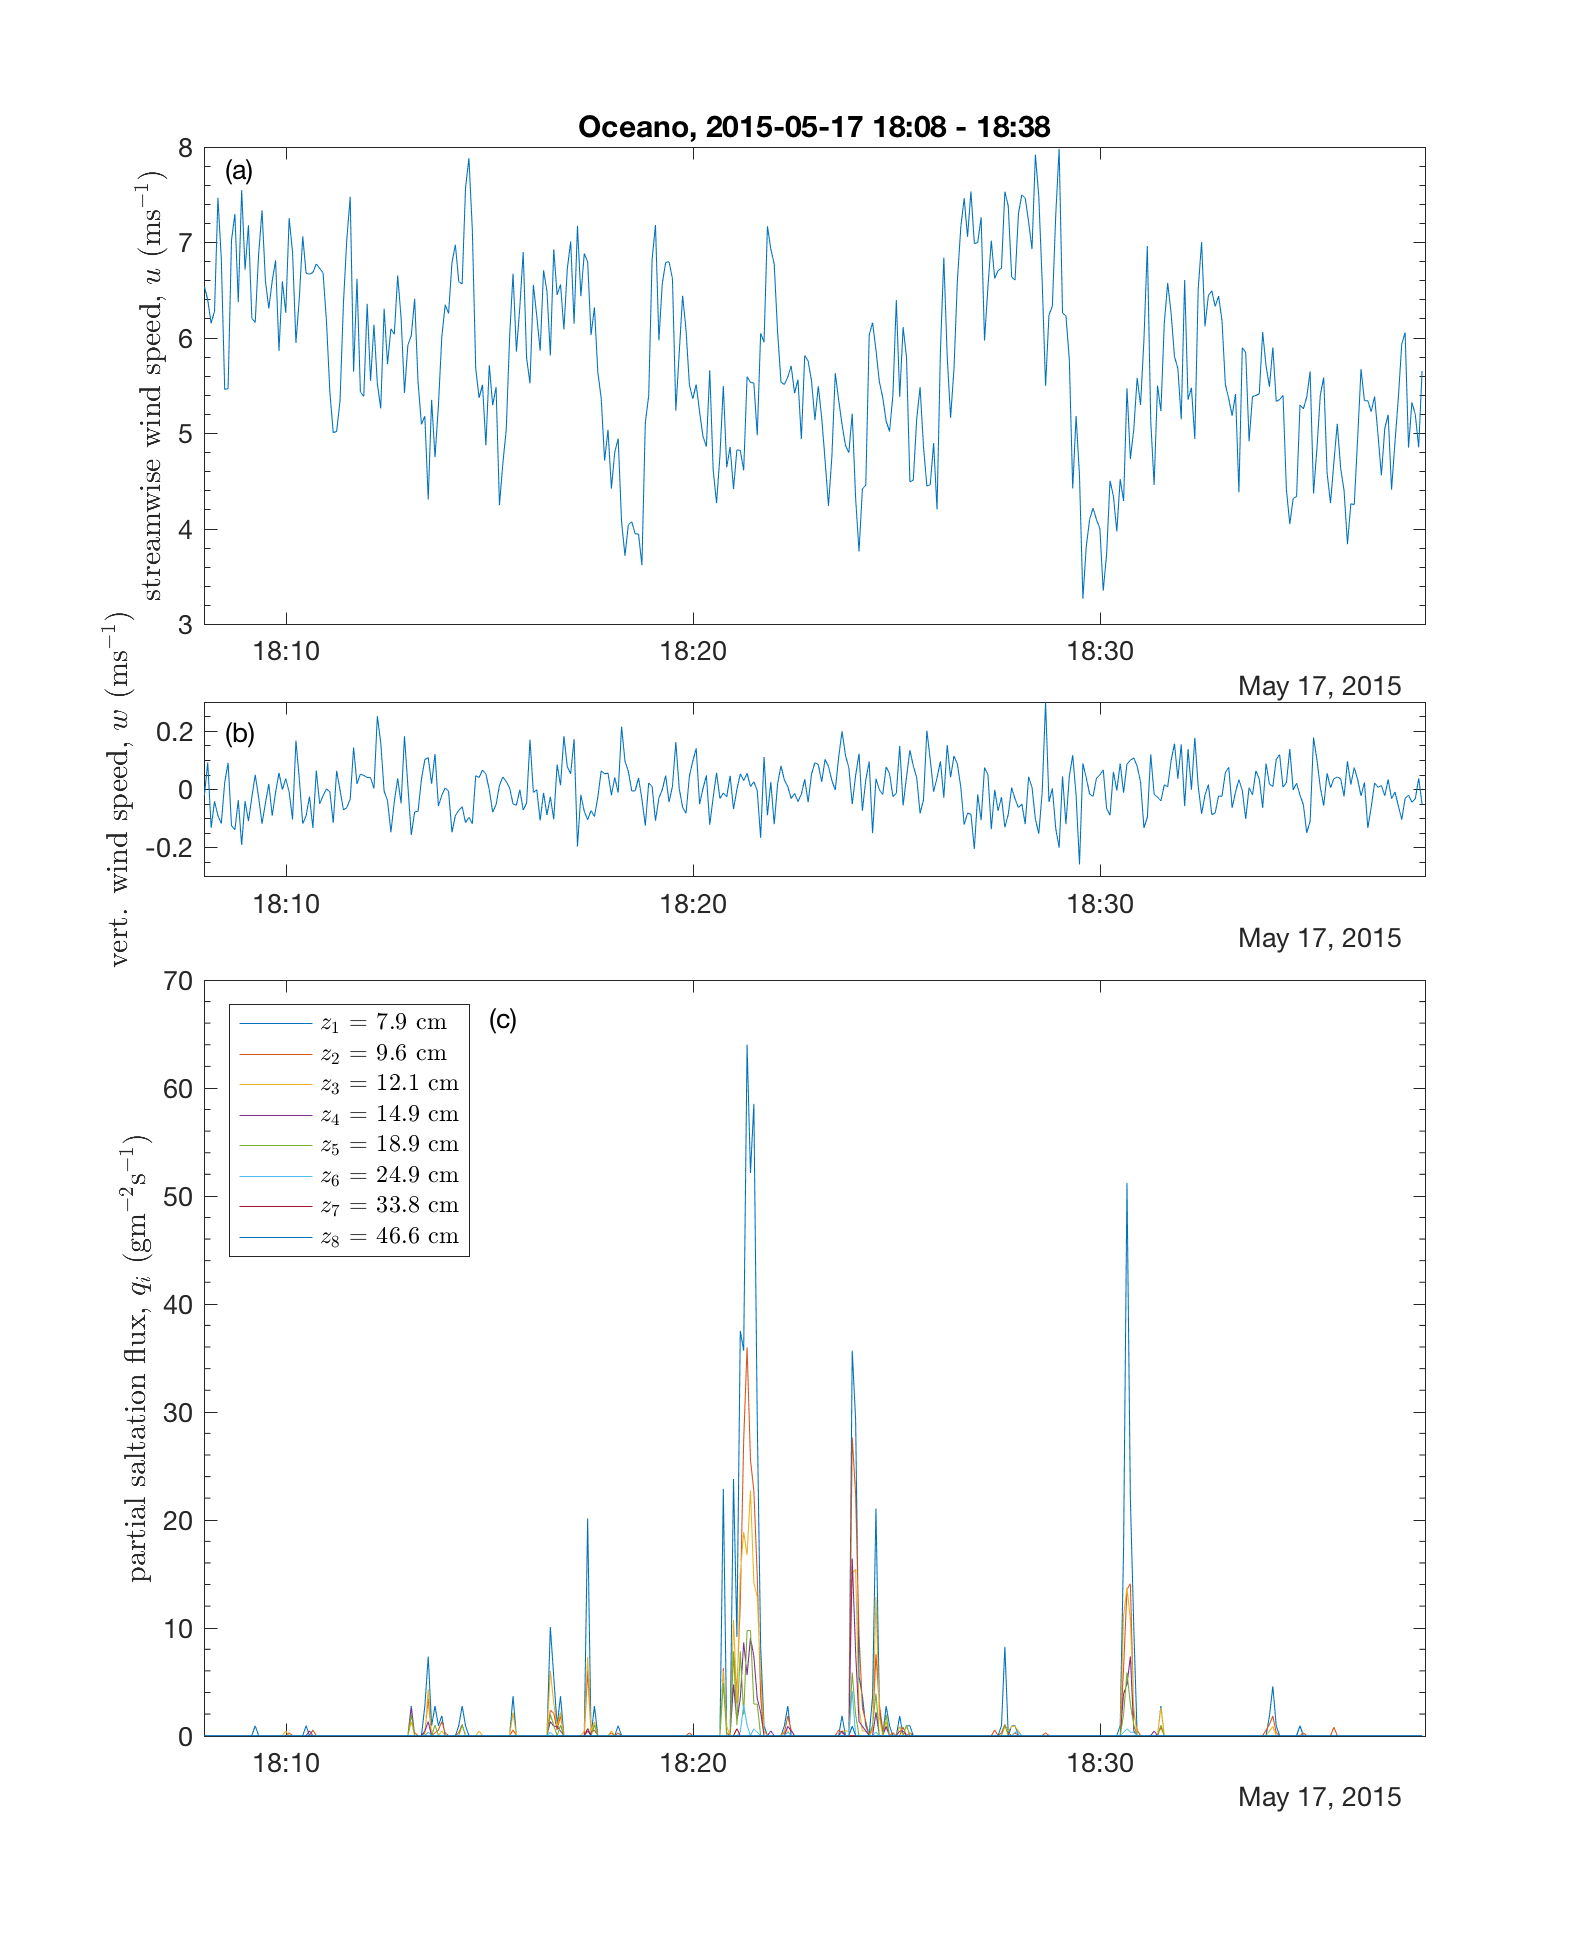 Oceano, 2015-05-17 18:08 - 18:38
(a)
streamwise wind speed, u (ms⁻¹)
8
7
6
5
4
3
18:10 18:20 18:30
May 17, 2015
(b)
vert. wind speed, w (ms⁻¹)
0.2
0
-0.2
18:10 18:20 18:30
May 17, 2015
(c)
partial saltation flux, qᵢ (gm⁻²s⁻¹)
70
60
50
40
30
20
10
0
z₁ = 7.9 cm
z₂ = 9.6 cm
z₃ = 12.1 cm
z₄ = 14.9 cm
z₅ = 18.9 cm
z₆ = 24.9 cm
z₇ = 33.8 cm
z₈ = 46.6 cm
18:10 18:20 18:30
May 17, 2015